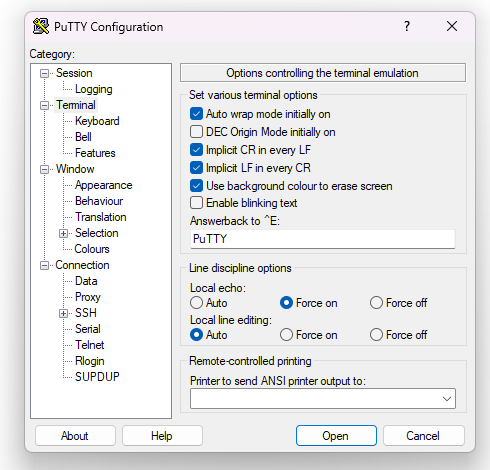 PuTTY Configuration
Category:
Session
Logging
Terminal
Keyboard
Bell
Features
Window
Appearance
Behaviour
Translation
Selection
Colours
Connection
Data
Proxy
SSH
Serial
Telnet
Rlogin
SUPDUP
Options controlling the terminal emulation
Set various terminal options
Auto wrap mode initially on
DEC Origin Mode initially on
Implicit CR in every LF
Implicit LF in every CR
Use background colour to erase screen
Enable blinking text
Answerback to ^E:
PuTTY
Line discipline options
Local echo:
Auto Force on Force off
Local line editing:
Auto Force on Force off
Remote-controlled printing
Printer to send ANSI printer output to:
About Help Open Cancel